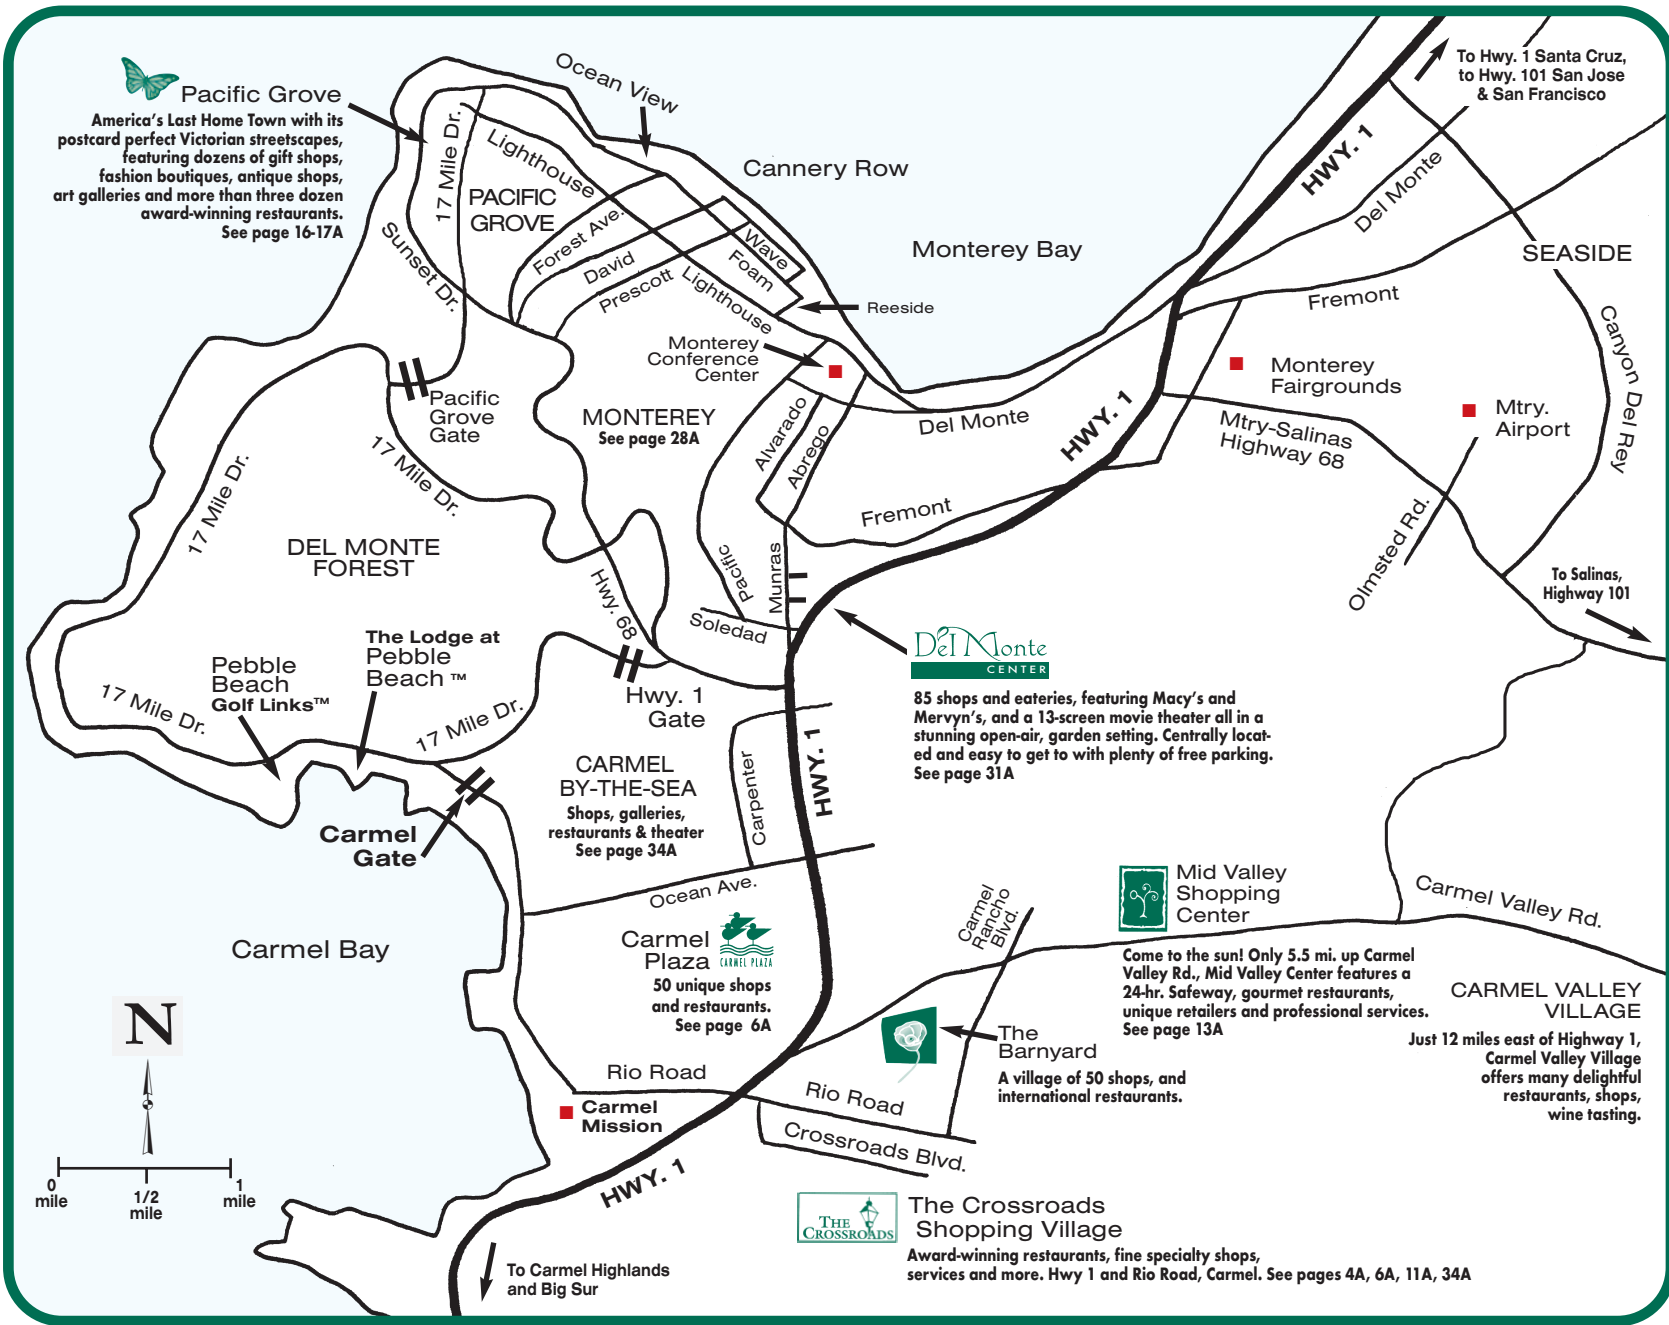 Pacific Grove
America's Last Home Town with its
postcard perfect Victorian streetscapes,
featuring dozens of gift shops,
fashion boutiques, antique shops,
art galleries and more than three dozen
award-winning restaurants.
See page 16-17A
Ocean View
17 Mile Dr.
Lighthouse
PACIFIC
GROVE
Sunset Dr.
Forest Ave.
David
Prescott
Lighthouse
Wave
Foam
Reeside
Cannery Row
Monterey Bay
HWY. 1
To Hwy. 1 Santa Cruz,
to Hwy. 101 San Jose
& San Francisco
Del Monte
SEASIDE
Fremont
Canyon Del Rey
Monterey
Conference
Center
Monterey
Fairgrounds
Mtry.
Airport
Mtry-Salinas
Highway 68
Olmsted Rd.
To Salinas,
Highway 101
Pacific
Grove
Gate
MONTEREY
See page 28A
Alvarado
Abrego
Del Monte
HWY. 1
Fremont
17 Mile Dr.
17 Mile Dr.
DEL MONTE
FOREST
Hwy. 68
Pacific
Munras
Soledad
Del Monte
CENTER
85 shops and eateries, featuring Macy's and
Mervyn's, and a 13-screen movie theater all in a
stunning open-air, garden setting. Centrally locat-
ed and easy to get to with plenty of free parking.
See page 31A
The Lodge at
Pebble
Beach ™
Pebble
Beach
Golf Links™
17 Mile Dr.
17 Mile Dr.
Hwy. 1
Gate
CARMEL
BY-THE-SEA
Shops, galleries,
restaurants & theater
See page 34A
Carpenter
HWY. 1
Carmel
Gate
Ocean Ave.
Carmel
Plaza
CARMEL PLAZA
50 unique shops
and restaurants.
See page 6A
Carmel Bay
Carmel
Rancho
Blvd.
Mid Valley
Shopping
Center
Come to the sun! Only 5.5 mi. up Carmel
Valley Rd., Mid Valley Center features a
24-hr. Safeway, gourmet restaurants,
unique retailers and professional services.
See page 13A
Carmel Valley Rd.
CARMEL VALLEY
VILLAGE
Just 12 miles east of Highway 1,
Carmel Valley Village
offers many delightful
restaurants, shops,
wine tasting.
The
Barnyard
A village of 50 shops, and
international restaurants.
N
0
mile
1/2
mile
1
mile
Rio Road
Carmel
Mission
Rio Road
Crossroads Blvd.
HWY. 1
THE
CROSSROADS
The Crossroads
Shopping Village
Award-winning restaurants, fine specialty shops,
services and more. Hwy 1 and Rio Road, Carmel. See pages 4A, 6A, 11A, 34A
To Carmel Highlands
and Big Sur